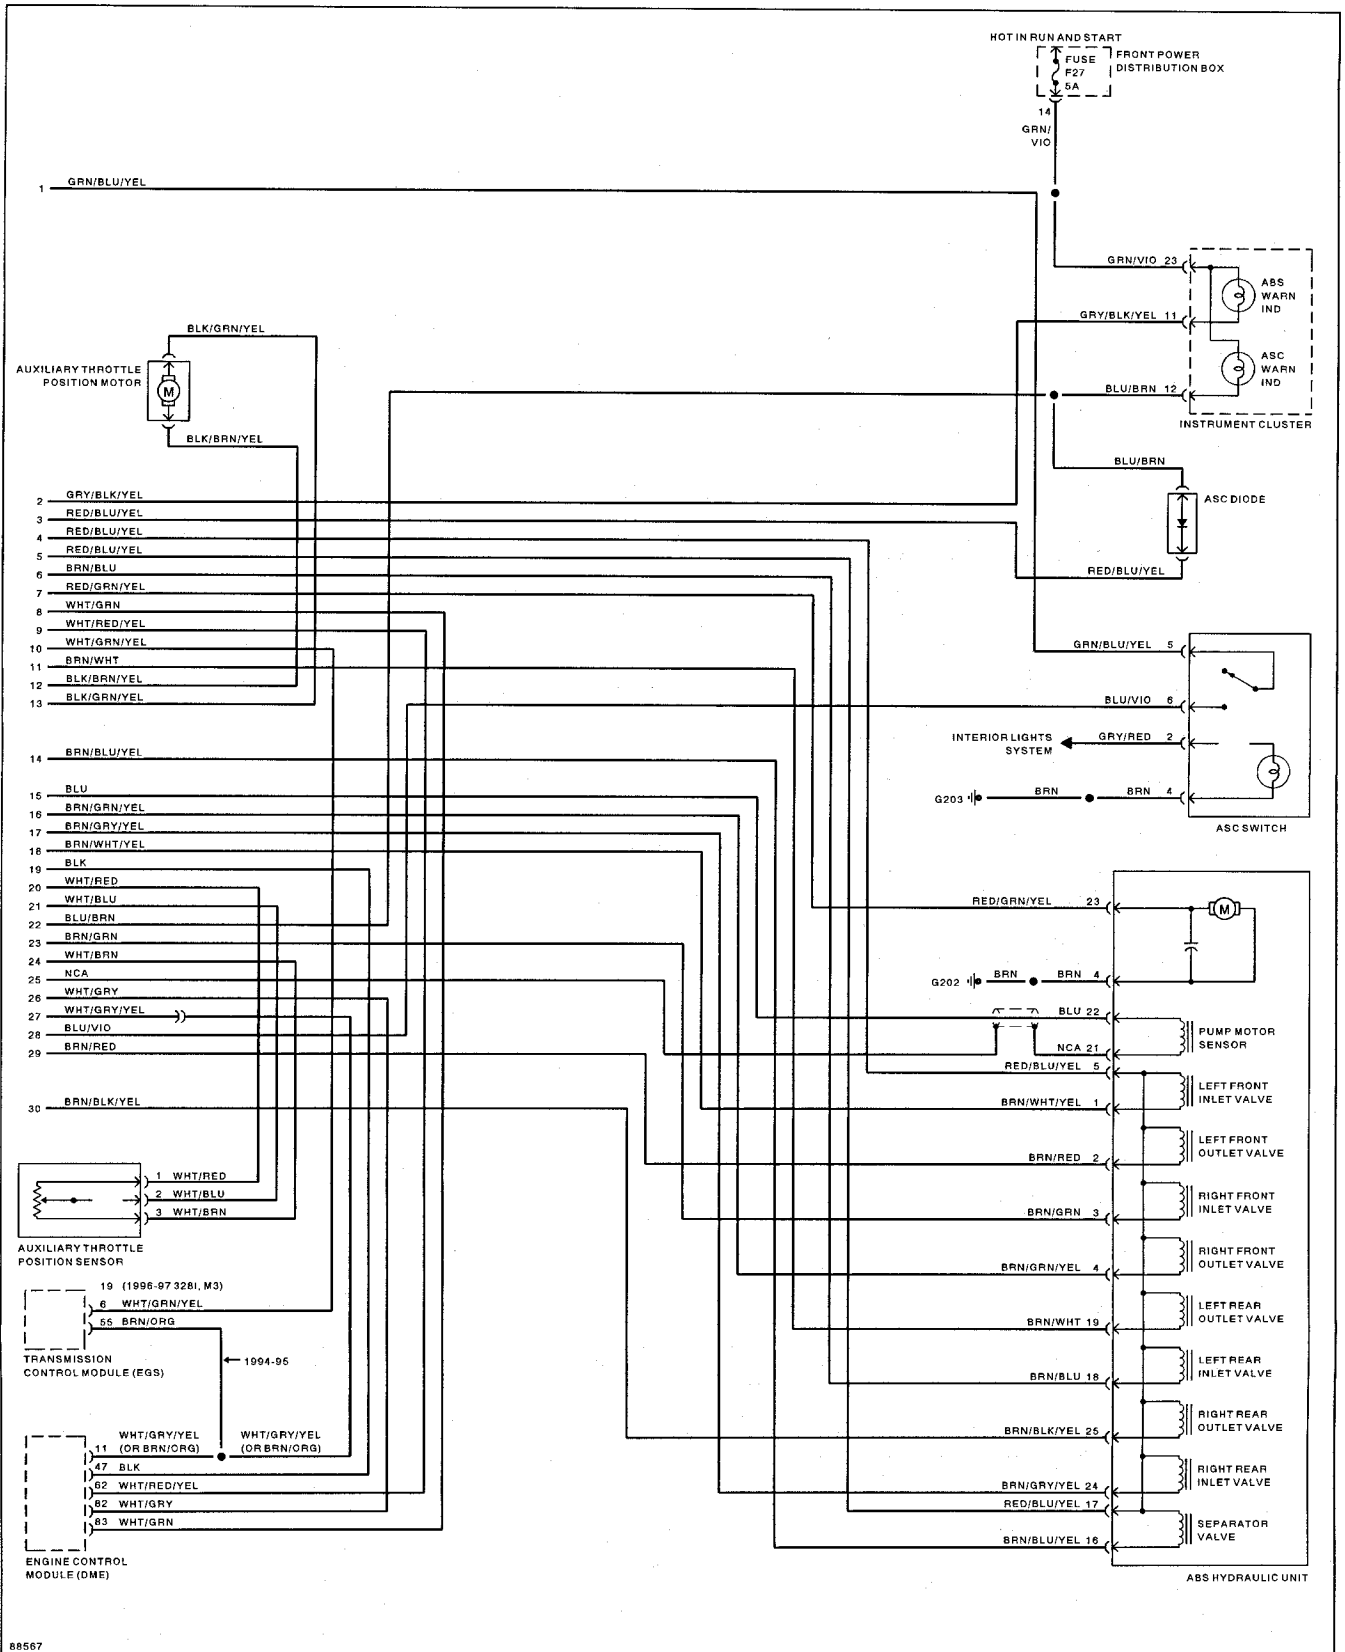 HOT IN RUN AND START
FUSE
F27
5A
FRONT POWER
DISTRIBUTION BOX
14
GRN/
VIO
1 GRN/BLU/YEL
GRN/VIO 23
ABS
WARN
IND
GRY/BLK/YEL 11
ASC
WARN
IND
BLU/BRN 12
INSTRUMENT CLUSTER
BLK/GRN/YEL
AUXILIARY THROTTLE
POSITION MOTOR
M
BLK/BRN/YEL
BLU/BRN
ASC DIODE
RED/BLU/YEL
2 GRY/BLK/YEL
3 RED/BLU/YEL
4 RED/BLU/YEL
5 RED/BLU/YEL
6 BRN/BLU
7 RED/GRN/YEL
8 WHT/GRN
9 WHT/RED/YEL
10 WHT/GRN/YEL
11 BRN/WHT
12 BLK/BRN/YEL
13 BLK/GRN/YEL
14 BRN/BLU/YEL
15 BLU
16 BRN/GRN/YEL
17 BRN/GRY/YEL
18 BRN/WHT/YEL
19 BLK
20 WHT/RED
21 WHT/BLU
22 BLU/BRN
23 BRN/GRN
24 WHT/BRN
25 NCA
26 WHT/GRY
27 WHT/GRY/YEL
28 BLU/VIO
29 BRN/RED
30 BRN/BLK/YEL
GRN/BLU/YEL 5
BLU/VIO 6
INTERIOR LIGHTS
SYSTEM
GRY/RED 2
G203 BRN BRN 4
ASC SWITCH
RED/GRN/YEL 23
M
G202 BRN BRN 4
BLU 22
PUMP MOTOR
SENSOR
NCA 21
RED/BLU/YEL 5
LEFT FRONT
INLET VALVE
BRN/WHT/YEL 1
LEFT FRONT
OUTLET VALVE
BRN/RED 2
RIGHT FRONT
INLET VALVE
BRN/GRN 3
RIGHT FRONT
OUTLET VALVE
BRN/GRN/YEL 4
LEFT REAR
OUTLET VALVE
BRN/WHT 19
LEFT REAR
INLET VALVE
BRN/BLU 18
RIGHT REAR
OUTLET VALVE
BRN/BLK/YEL 25
RIGHT REAR
INLET VALVE
BRN/GRY/YEL 24
RED/BLU/YEL 17
SEPARATOR
VALVE
BRN/BLU/YEL 16
ABS HYDRAULIC UNIT
1 WHT/RED
2 WHT/BLU
3 WHT/BRN
AUXILIARY THROTTLE
POSITION SENSOR
19 (1996-97 328I, M3)
6 WHT/GRN/YEL
55 BRN/ORG
TRANSMISSION
CONTROL MODULE (EGS)
1994-95
WHT/GRY/YEL
11 (OR BRN/ORG)
WHT/GRY/YEL
(OR BRN/ORG)
47 BLK
62 WHT/RED/YEL
82 WHT/GRY
83 WHT/GRN
ENGINE CONTROL
MODULE (DME)
88567